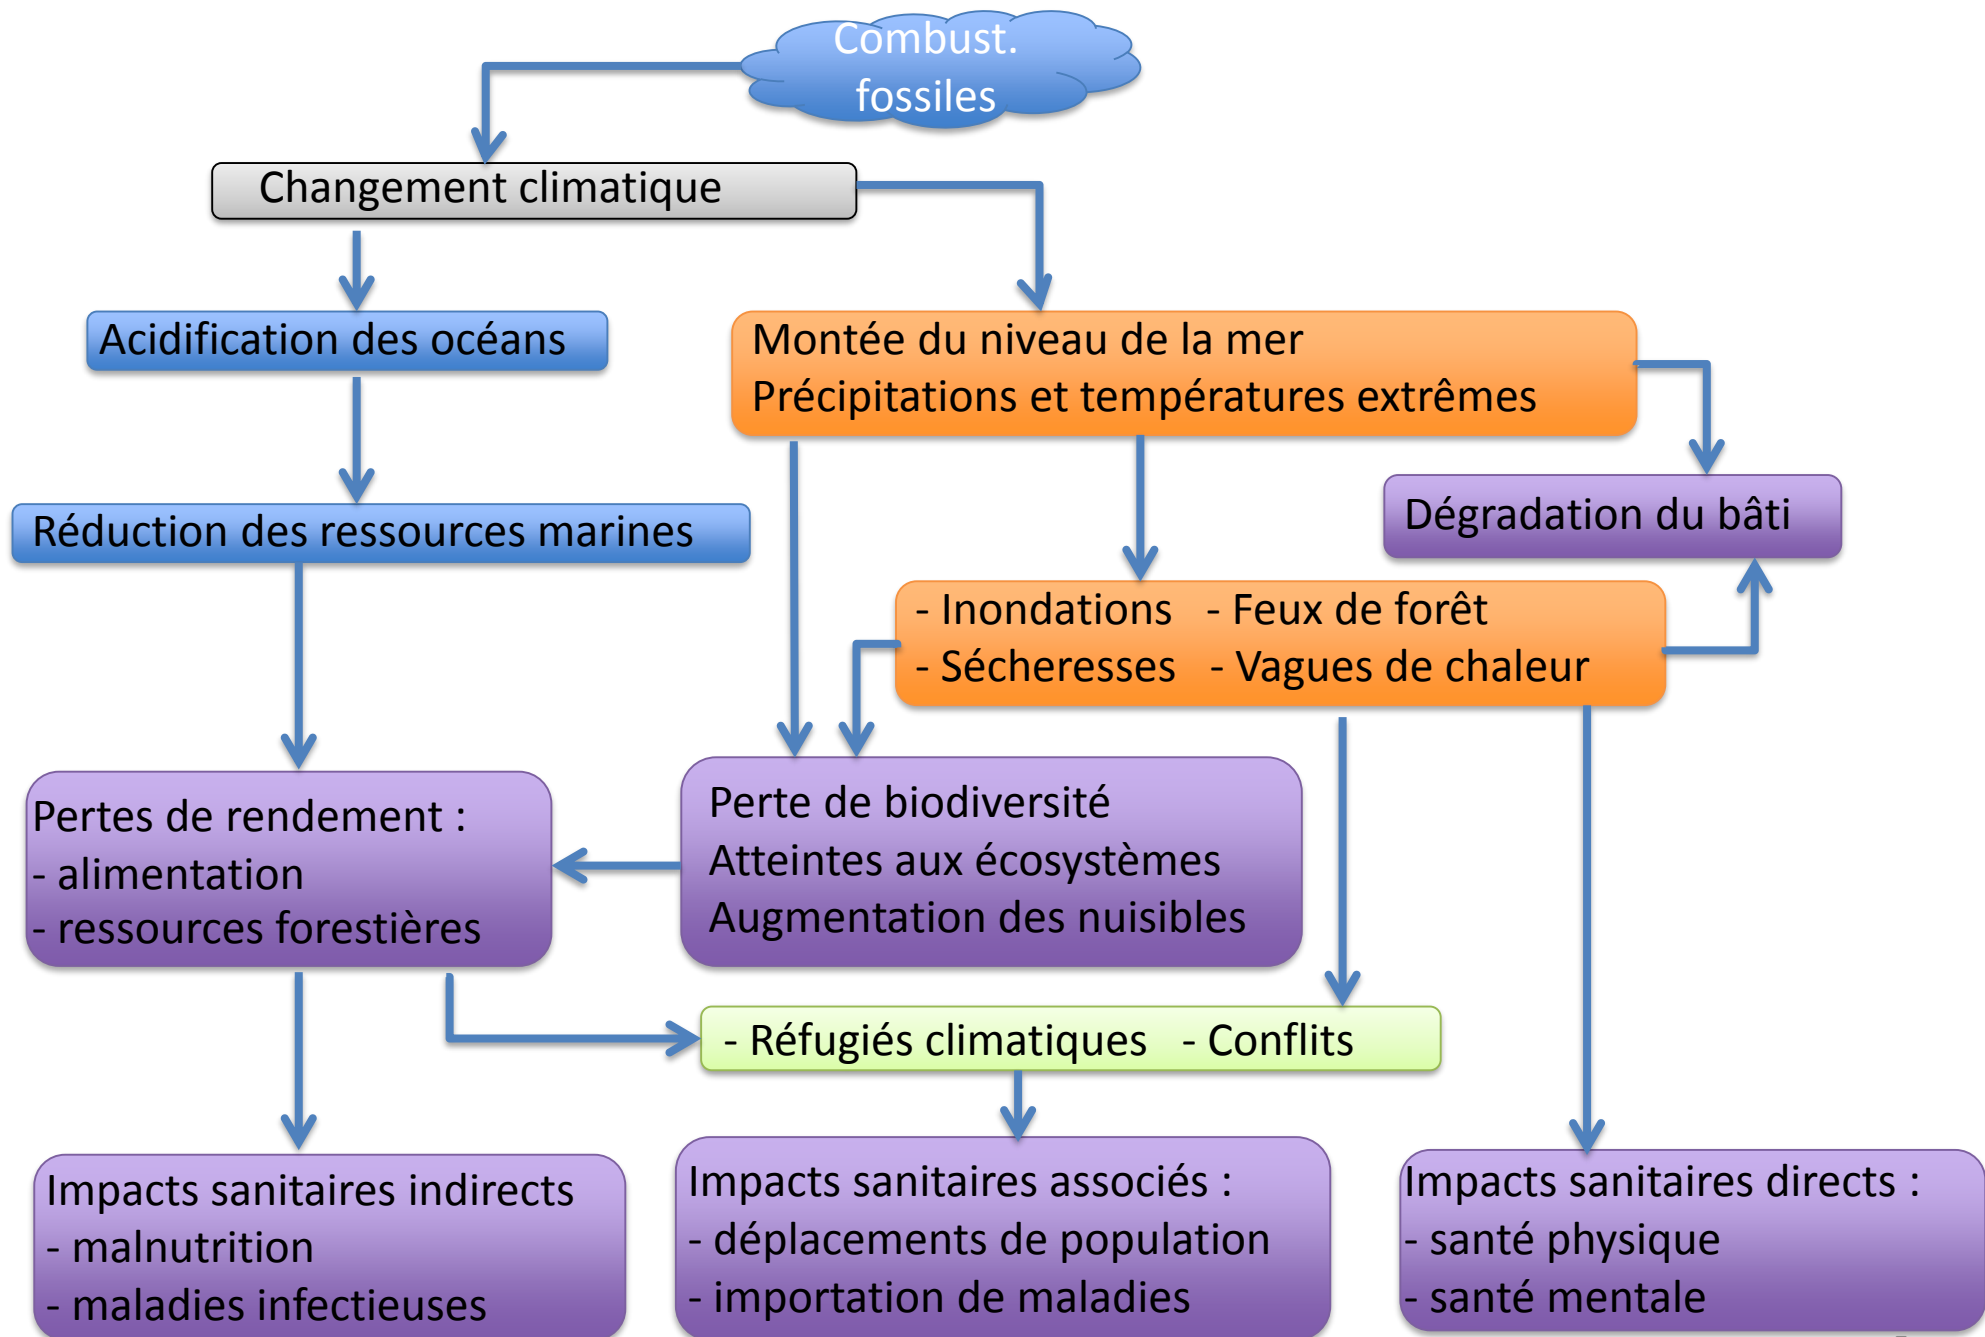 Combust.
fossiles
Changement climatique
Acidification des océans
Montée du niveau de la mer
Précipitations et températures extrêmes
Réduction des ressources marines
Dégradation du bâti
- Inondations - Feux de forêt
- Sécheresses - Vagues de chaleur
Pertes de rendement :
- alimentation
- ressources forestières
Perte de biodiversité
Atteintes aux écosystèmes
Augmentation des nuisibles
- Réfugiés climatiques - Conflits
Impacts sanitaires indirects
- malnutrition
- maladies infectieuses
Impacts sanitaires associés :
- déplacements de population
- importation de maladies
Impacts sanitaires directs :
- santé physique
- santé mentale